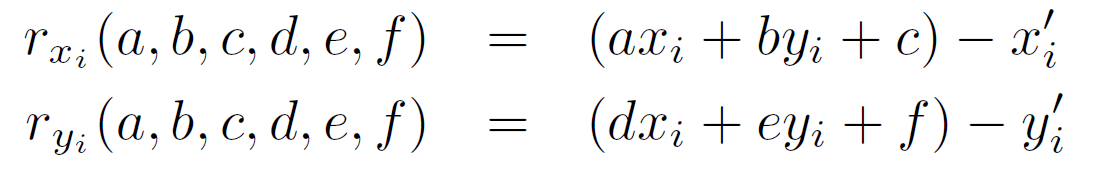 r_{x_i}(a, b, c, d, e, f) = (ax_i + by_i + c) − x′_i
r_{y_i}(a, b, c, d, e, f) = (dx_i + ey_i + f) − y′_i